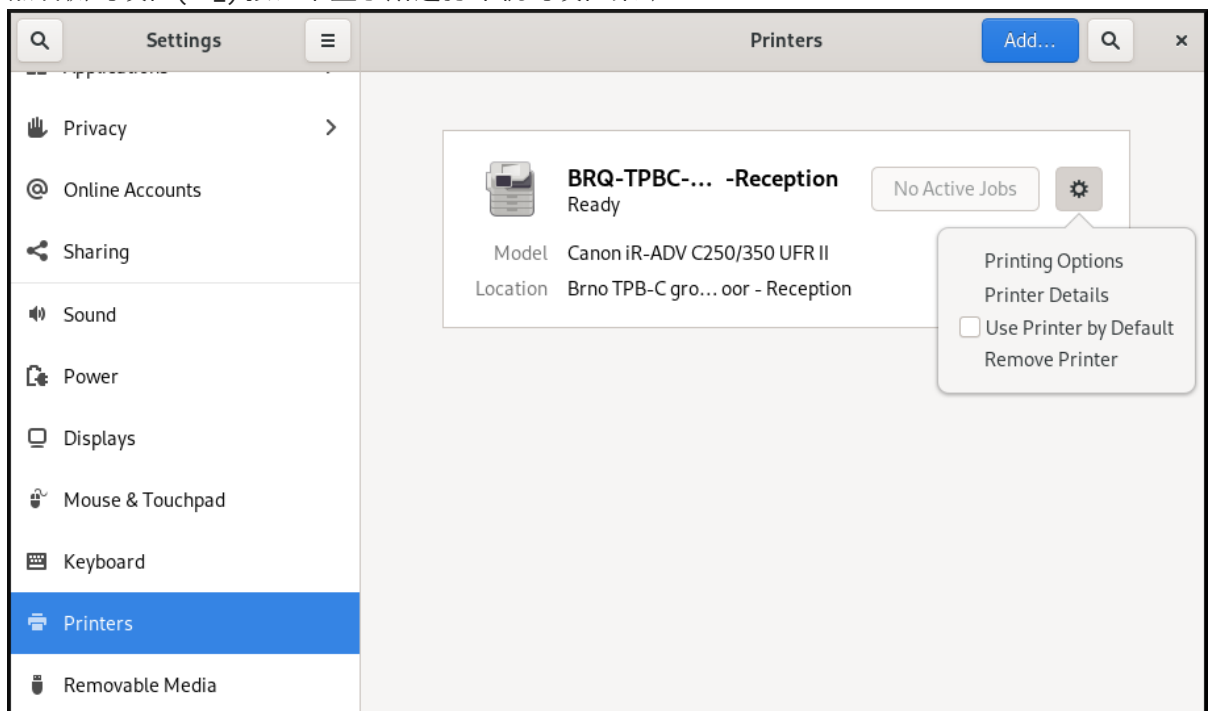 Settings
Printers
Add...
Applications
Privacy
Online Accounts
Sharing
Sound
Power
Displays
Mouse & Touchpad
Keyboard
Printers
Removable Media
BRQ-TPBC-... -Reception
Ready
No Active Jobs
Model Canon iR-ADV C250/350 UFR II
Location Brno TPB-C gro... oor - Reception
Printing Options
Printer Details
Use Printer by Default
Remove Printer